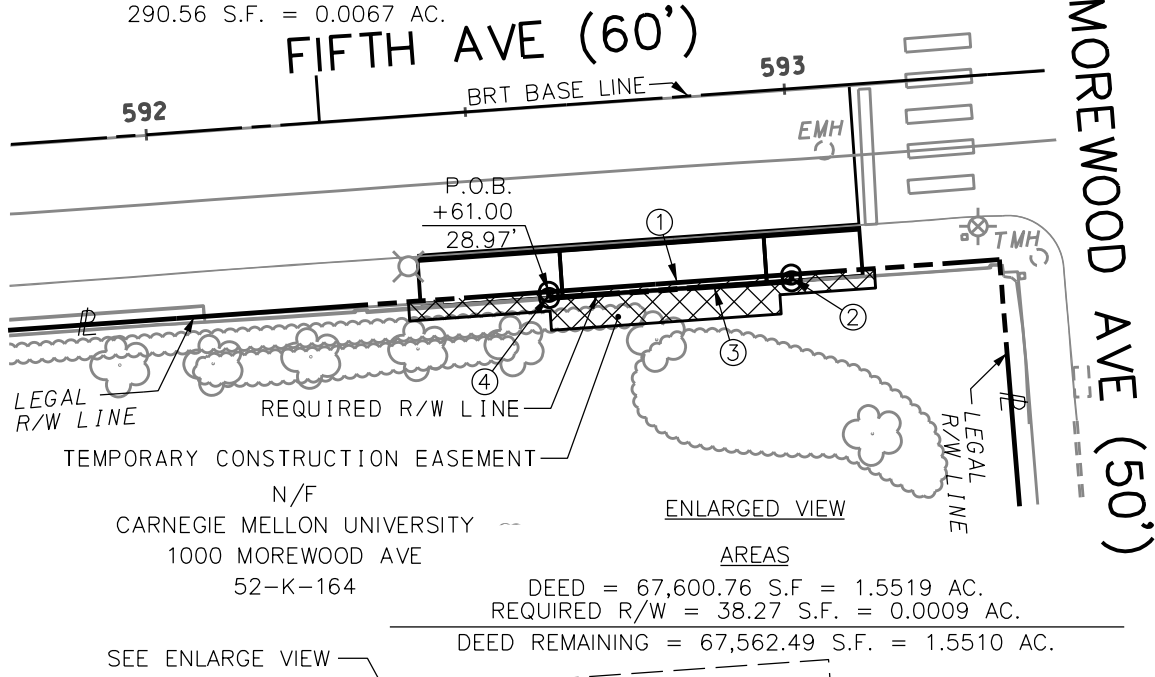 290.56 S.F. = 0.0067 AC.
FIFTH AVE (60')
MOREWOOD AVE (50')
BRT BASE LINE
592
593
EMH
P.O.B.
+61.00
28.97'
1
TMH
2
3
4
LEGAL
R/W LINE
REQUIRED R/W LINE
TEMPORARY CONSTRUCTION EASEMENT
LEGAL
R/W LINE
N/F
CARNEGIE MELLON UNIVERSITY
1000 MOREWOOD AVE
52-K-164
ENLARGED VIEW
AREAS
DEED = 67,600.76 S.F = 1.5519 AC.
REQUIRED R/W = 38.27 S.F. = 0.0009 AC.
DEED REMAINING = 67,562.49 S.F. = 1.5510 AC.
SEE ENLARGE VIEW